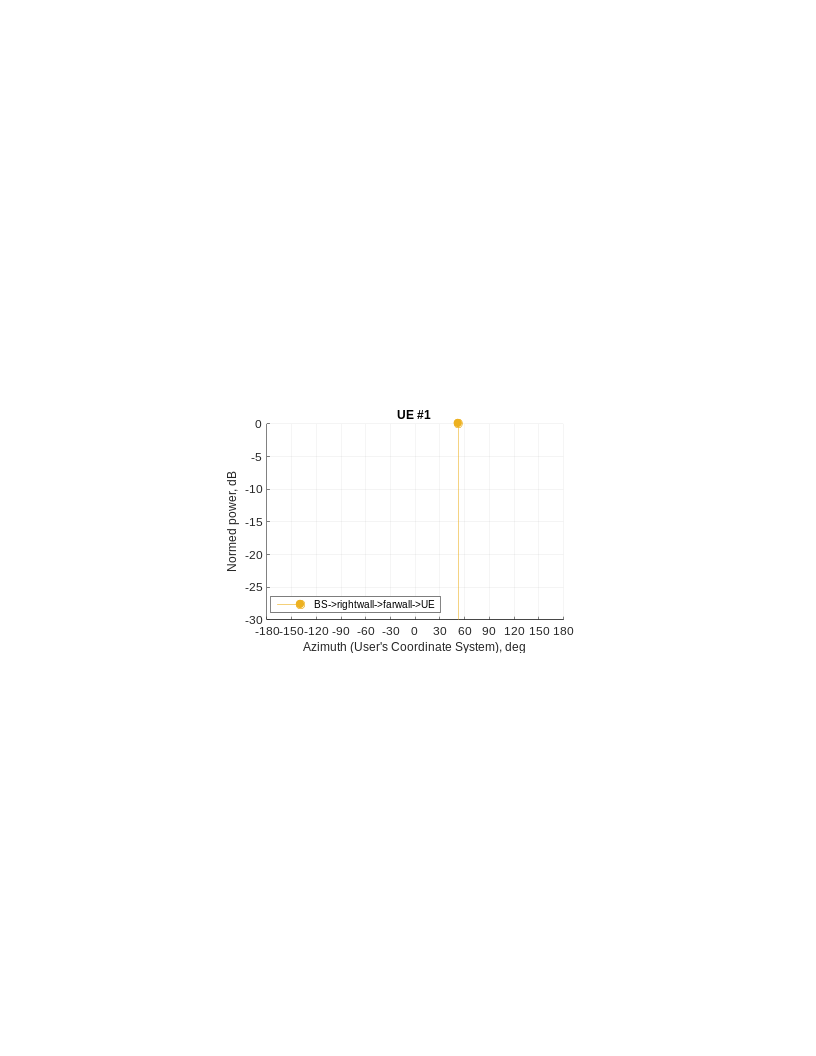 UE #1
0
-5
-10
-15
-20
-25
-30
Normed power, dB
BS->rightwall->farwall->UE
-180 -150 -120 -90 -60 -30 0 30 60 90 120 150 180
Azimuth (User's Coordinate System), deg